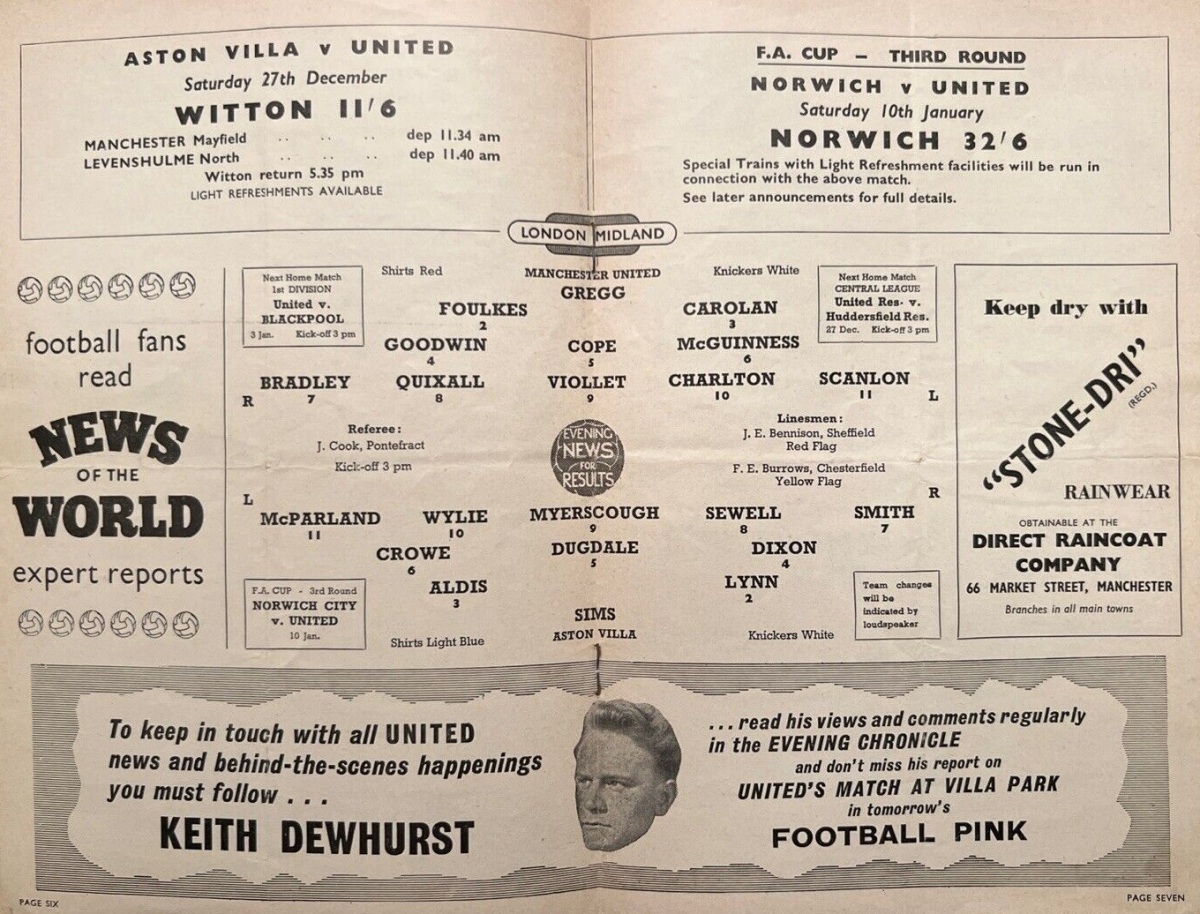 ASTON VILLA v UNITED
Saturday 27th December
WITTON 11'6
MANCHESTER Mayfield .. .. .. dep 11.34 am
LEVENSHULME North .. .. .. dep 11.40 am
Witton return 5.35 pm
LIGHT REFRESHMENTS AVAILABLE
F.A. CUP – THIRD ROUND
NORWICH v UNITED
Saturday 10th January
NORWICH 32'6
Special Trains with Light Refreshment facilities will be run in
connection with the above match.
See later announcements for full details.
LONDON MIDLAND
football fans
read
NEWS
OF THE
WORLD
expert reports
Next Home Match
1st DIVISION
United v.
BLACKPOOL
3 Jan. Kick-off 3 pm
Shirts Red
MANCHESTER UNITED
Knickers White
Next Home Match
CENTRAL LEAGUE
United Res. v.
Huddersfield Res.
27 Dec. Kick-off 3 pm
GREGG
FOULKES
2
CAROLAN
3
GOODWIN
4
COPE
5
McGUINNESS
6
R
BRADLEY
7
QUIXALL
8
VIOLLET
9
CHARLTON
10
SCANLON
11
L
Referee:
J. Cook, Pontefract
Kick-off 3 pm
EVENING
NEWS
FOR
RESULTS
Linesmen:
J. E. Bennison, Sheffield
Red Flag
F. E. Burrows, Chesterfield
Yellow Flag
L
McPARLAND
11
WYLIE
10
MYERSCOUGH
9
SEWELL
8
SMITH
7
R
CROWE
6
DUGDALE
5
DIXON
4
ALDIS
3
LYNN
2
SIMS
ASTON VILLA
F.A. CUP - 3rd Round
NORWICH CITY
v. UNITED
10 Jan.
Shirts Light Blue
Knickers White
Team changes
will be
indicated by
loudspeaker
Keep dry with
"STONE-DRI"
(REGD.)
RAINWEAR
OBTAINABLE AT THE
DIRECT RAINCOAT
COMPANY
66 MARKET STREET, MANCHESTER
Branches in all main towns
To keep in touch with all UNITED
news and behind-the-scenes happenings
you must follow . . .
KEITH DEWHURST
. . . read his views and comments regularly
in the EVENING CHRONICLE
and don't miss his report on
UNITED'S MATCH AT VILLA PARK
in tomorrow's
FOOTBALL PINK
PAGE SIX
PAGE SEVEN